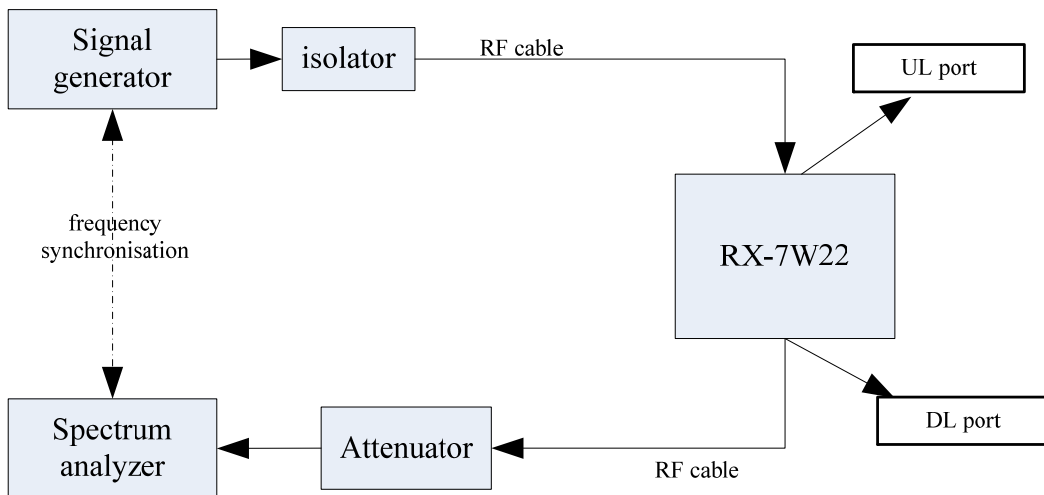 Signal
generator
isolator
RF cable
UL port
frequency
synchronisation
RX-7W22
Spectrum
analyzer
Attenuator
RF cable
DL port